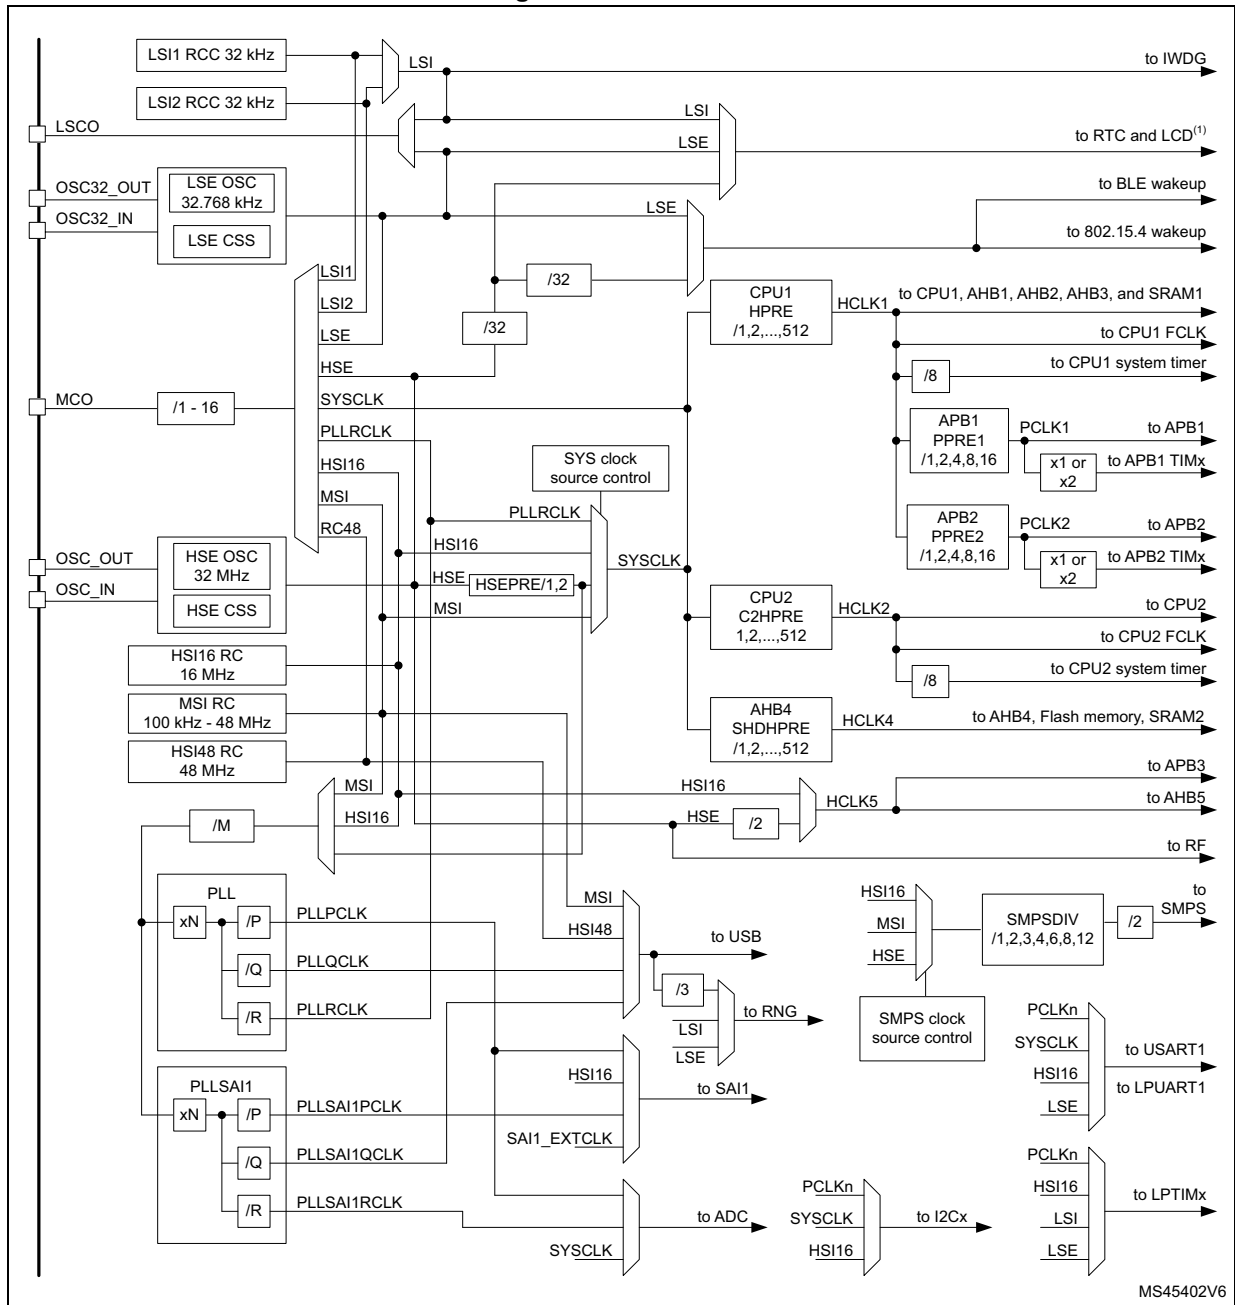 LSI1 RCC 32 kHz
LSI
to IWDG
LSI2 RCC 32 kHz
LSCO
LSI
LSE
to RTC and LCD(1)
OSC32_OUT
LSE OSC
32.768 kHz
OSC32_IN
LSE CSS
LSE
to BLE wakeup
to 802.15.4 wakeup
/32
/32
LSI1
LSI2
LSE
HSE
SYSCLK
PLLRCLK
HSI16
MSI
RC48
MCO
/1 - 16
CPU1
HPRE
/1,2,...,512
HCLK1
to CPU1, AHB1, AHB2, AHB3, and SRAM1
to CPU1 FCLK
/8
to CPU1 system timer
APB1
PPRE1
/1,2,4,8,16
PCLK1
to APB1
x1 or
x2
to APB1 TIMx
APB2
PPRE2
/1,2,4,8,16
PCLK2
to APB2
x1 or
x2
to APB2 TIMx
SYS clock
source control
PLLRCLK
HSI16
HSE
HSEPRE/1,2
MSI
SYSCLK
OSC_OUT
HSE OSC
32 MHz
OSC_IN
HSE CSS
CPU2
C2HPRE
1,2,...,512
HCLK2
to CPU2
to CPU2 FCLK
/8
to CPU2 system timer
HSI16 RC
16 MHz
MSI RC
100 kHz - 48 MHz
HSI48 RC
48 MHz
AHB4
SHDHPRE
/1,2,...,512
HCLK4
to AHB4, Flash memory, SRAM2
MSI
HSI16
/M
HSI16
HSE
/2
HCLK5
to APB3
to AHB5
to RF
PLL
xN
/P
PLLPCLK
/Q
PLLQCLK
/R
PLLRCLK
MSI
HSI48
to USB
/3
LSI
LSE
to RNG
HSI16
MSI
HSE
SMPSDIV
/1,2,3,4,6,8,12
/2
to
SMPS
SMPS clock
source control
PCLKn
SYSCLK
HSI16
LSE
to USART1
to LPUART1
PLLSAI1
xN
/P
PLLSAI1PCLK
/Q
PLLSAI1QCLK
/R
PLLSAI1RCLK
HSI16
SAI1_EXTCLK
to SAI1
SYSCLK
to ADC
PCLKn
SYSCLK
HSI16
to I2Cx
PCLKn
HSI16
LSI
LSE
to LPTIMx
MS45402V6